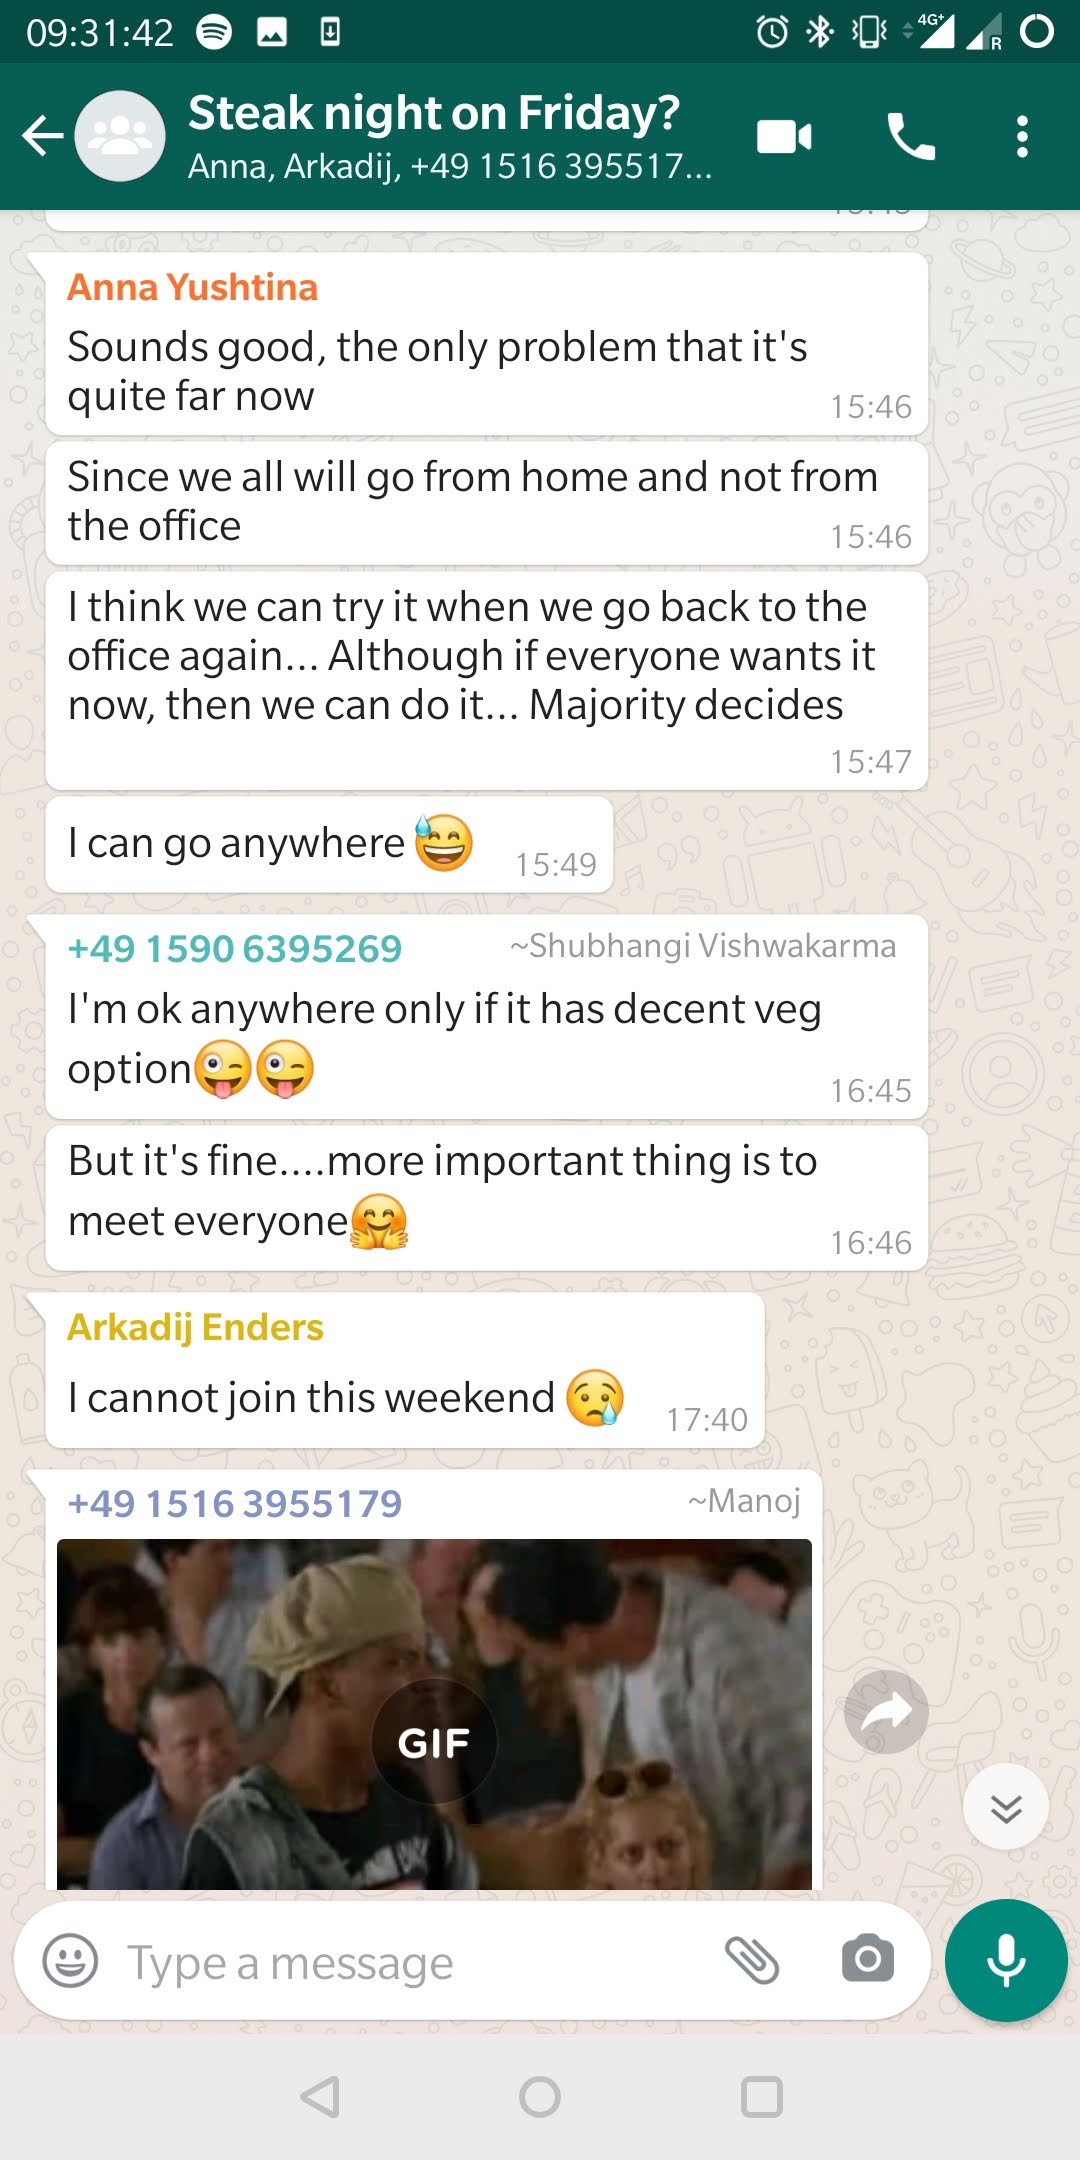 09:31:42
4G+
R
Steak night on Friday?
Anna, Arkadij, +49 1516 395517...
Anna Yushtina
Sounds good, the only problem that it's
quite far now
15:46
Since we all will go from home and not from
the office
15:46
I think we can try it when we go back to the
office again... Although if everyone wants it
now, then we can do it... Majority decides
15:47
I can go anywhere 😅
15:49
+49 1590 6395269 ~Shubhangi Vishwakarma
I'm ok anywhere only if it has decent veg
option😜😜
16:45
But it's fine....more important thing is to
meet everyone🤗
16:46
Arkadij Enders
I cannot join this weekend 😢
17:40
+49 1516 3955179 ~Manoj
GIF
Type a message